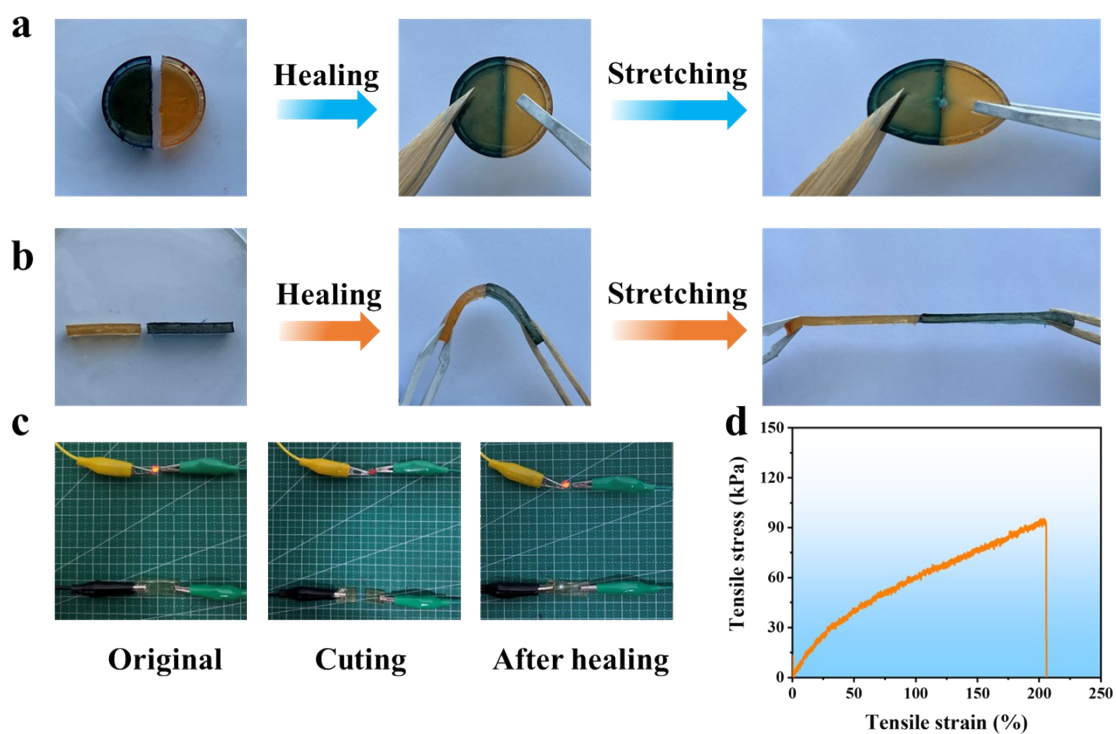 a
Healing
Stretching
b
Healing
Stretching
c
Original
Cuting
After healing
d
150
120
90
60
30
0
Tensile stress (kPa)
0
50
100
150
200
250
Tensile strain (%)